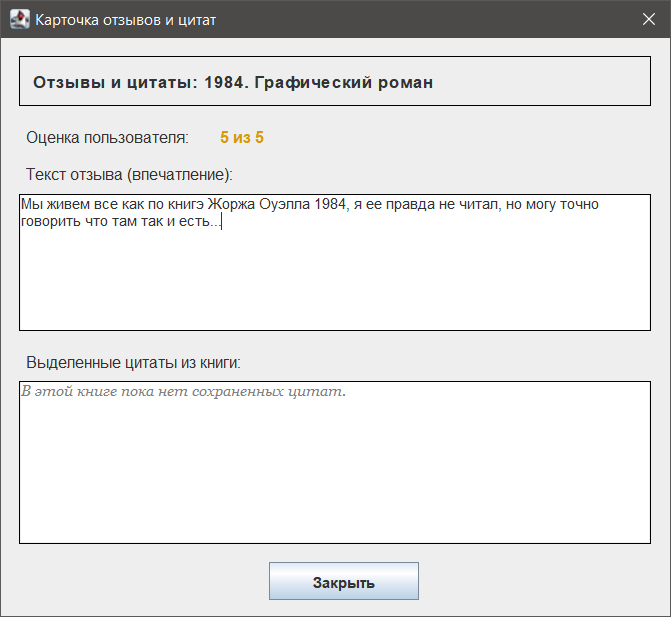 Карточка отзывов и цитат
Отзывы и цитаты: 1984. Графический роман
Оценка пользователя: 5 из 5
Текст отзыва (впечатление):
Мы живем все как по книгэ Жоржа Оуэлла 1984, я ее правда не читал, но могу точно
говорить что там так и есть...
Выделенные цитаты из книги:
В этой книге пока нет сохраненных цитат.
Закрыть